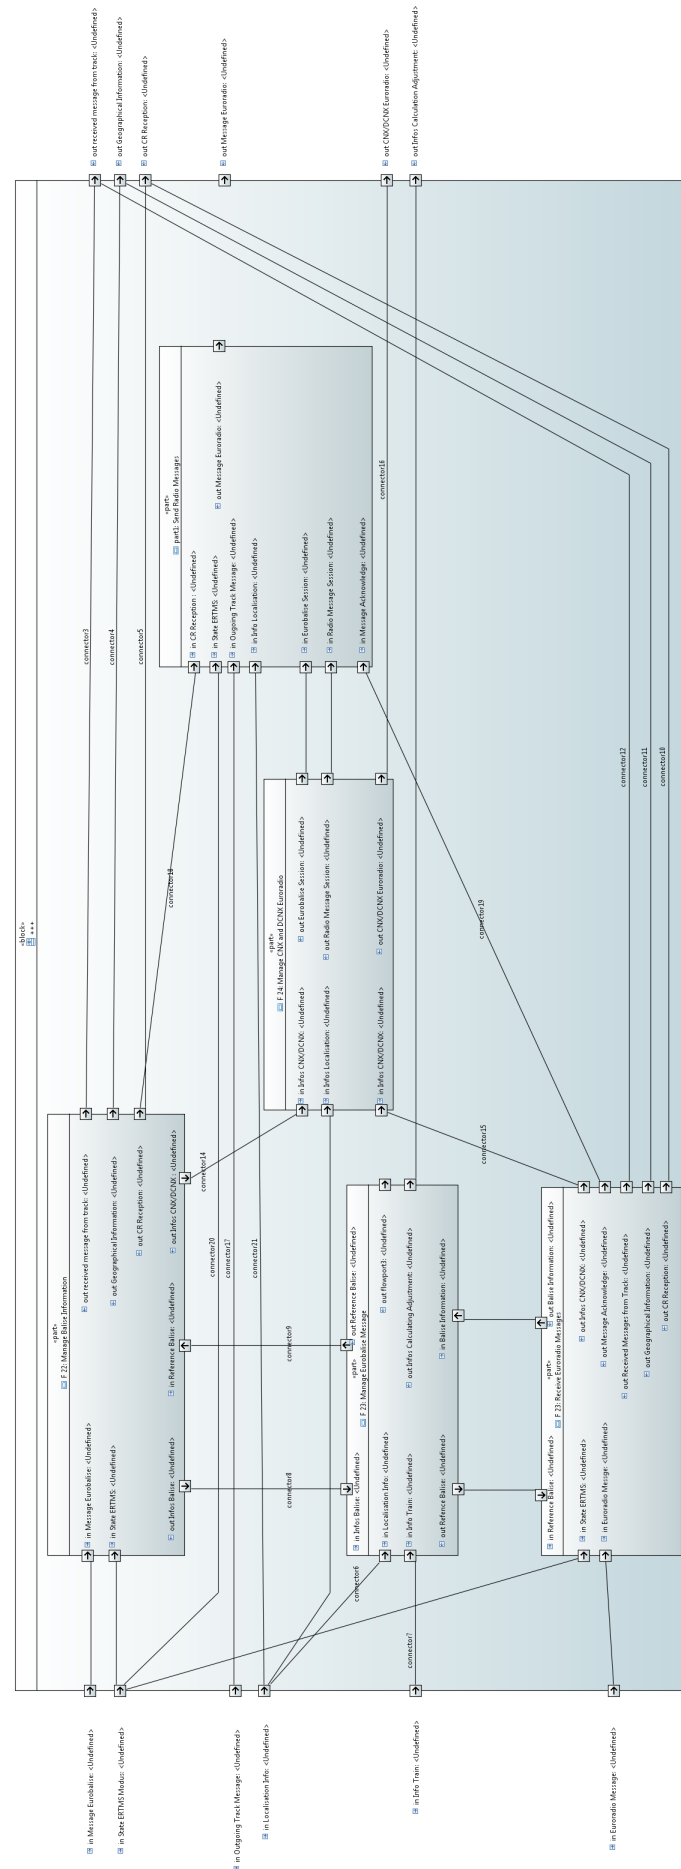 «block»
***
in Message Eurobalise: <Undefined>
in State ERTMS Modus: <Undefined>
in Outgoing Track Message: <Undefined>
in Localisation Info: <Undefined>
in Info Train: <Undefined>
in Euroradio Message: <Undefined>
«part»
F 22: Manage Balise Information
in Message Eurobalise: <Undefined>
in State ERTMS: <Undefined>
out Infos Balise: <Undefined>
in Reference Balise: <Undefined>
out received message from track: <Undefined>
out Geographical Information: <Undefined>
out CR Reception: <Undefined>
out Infos CNX/DCNX : <Undefined>
«part»
F 23: Manage Eurobalise Message
in Infos Balise: <Undefined>
in Localisation Info: <Undefined>
in Info Train: <Undefined>
out Refence Balise: <Undefined>
out Reference Balise: <Undefined>
out flowport3: <Undefined>
out Infos Calculating Adjustment: <Undefined>
in Balise Information: <Undefined>
«part»
F 23: Receive Euroradio Messages
in Reference Balise: <Undefined>
in State ERTMS: <Undefined>
in Euroradio Messge: <Undefined>
out Balise Information: <Undefined>
out Infos CNX/DCNX: <Undefined>
out Message Acknowledge: <Undefined>
out Received Messages from Track: <Undefined>
out Geographical Information: <Undefined>
out CR Reception: <Undefined>
«part»
F 24: Manage CNX and DCNX Euroradio
in Infos CNX/DCNX: <Undefined>
in Infos Localisation: <Undefined>
in Infos CNX/DCNX: <Undefined>
out Eurobalise Session: <Undefined>
out Radio Message Session: <Undefined>
out CNX/DCNX Euroradio: <Undefined>
«part»
part1: Send Radio Messages
in CR Reception : <Undefined>
in State ERTMS: <Undefined>
in Ougoing Track Message: <Undefined>
in Info Localisation: <Undefined>
in Eurobalise Session: <Undefined>
in Radio Message Session: <Undefined>
in Message Acknowledge: <Undefined>
out Message Euroradio: <Undefined>
connector3
connector4
connector5
connector18
connector14
connector20
connector17
connector21
connector9
connector8
connector6
connector7
connector15
connector19
connector16
connector12
connector11
connector10
out received message from track: <Undefined>
out Geographical Information: <Undefined>
out CR Reception: <Undefined>
out Message Euroradio: <Undefined>
out CNX/DCNX Euroradio: <Undefined>
out Infos Calculation Adjustment: <Undefined>